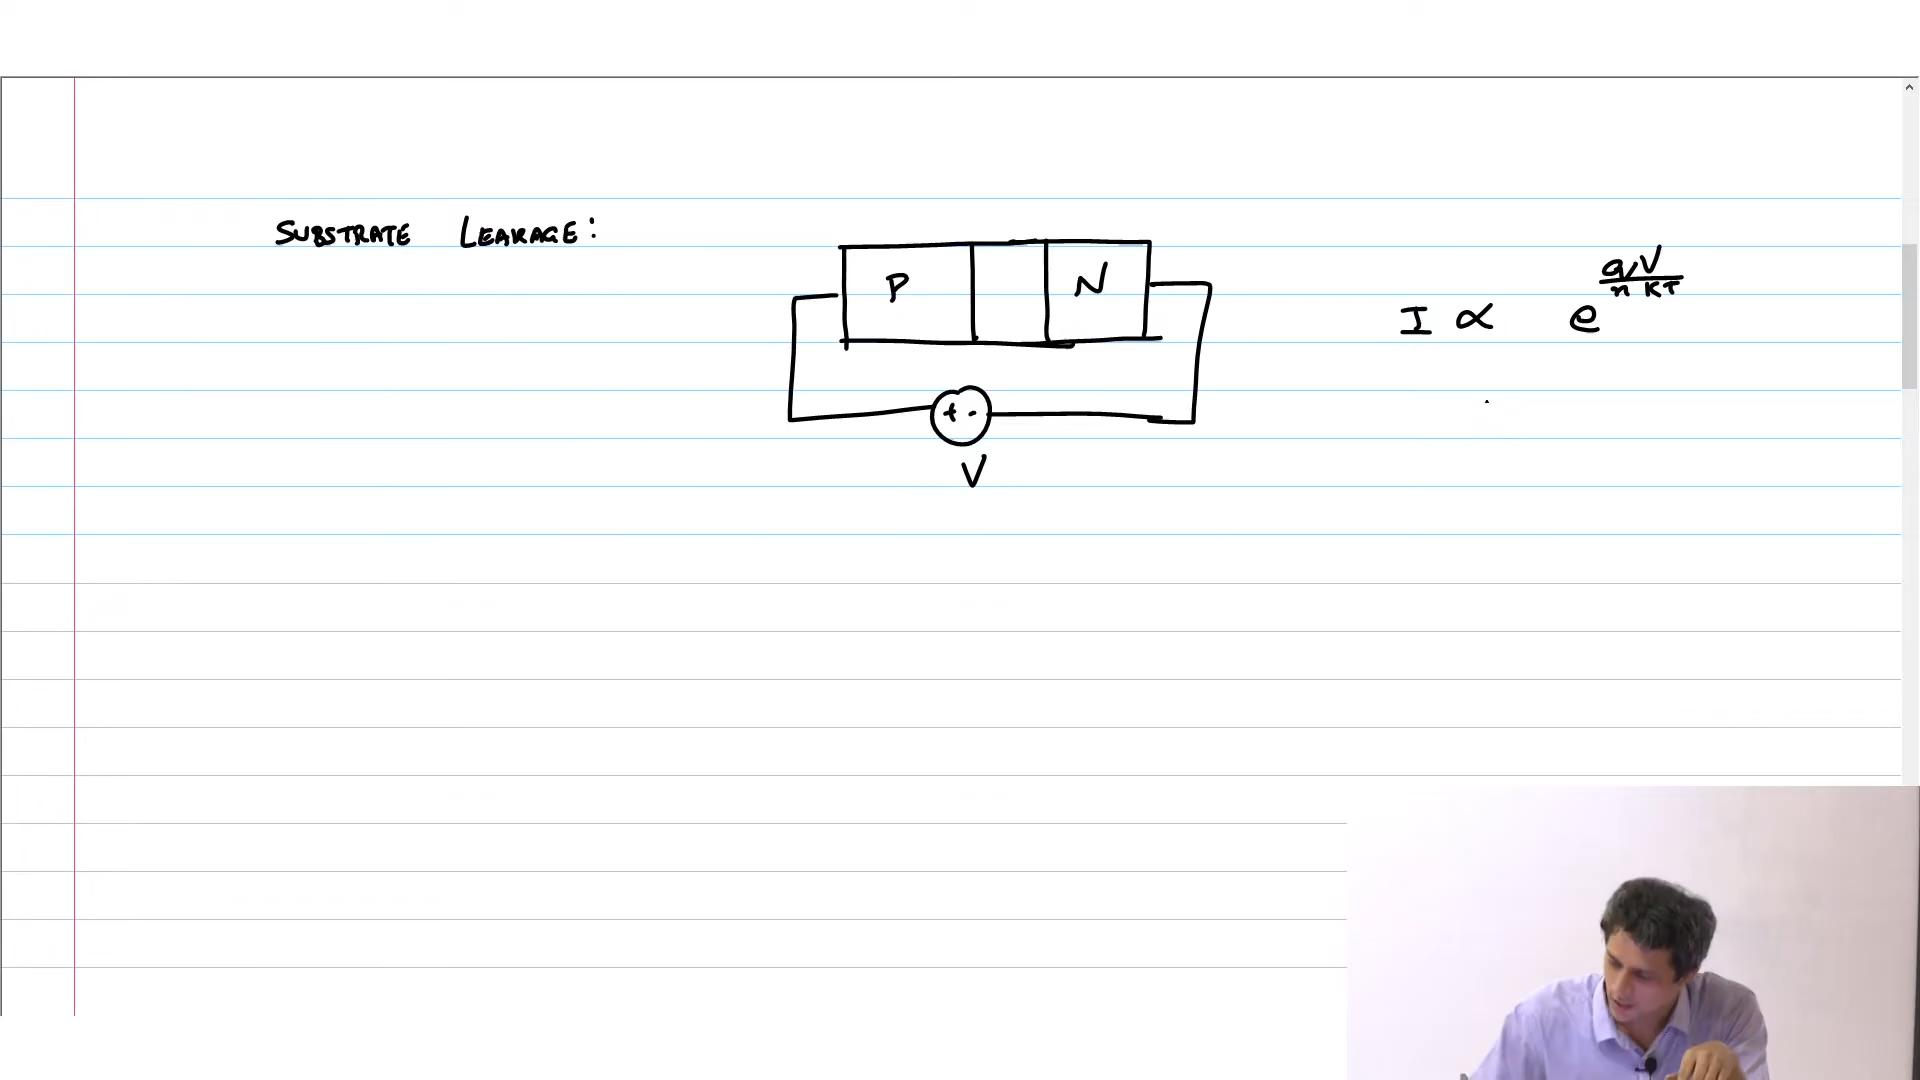 SUBSTRATE LEAKAGE:
P
N
+ -
V
I ∝ e^(qV/nKT)